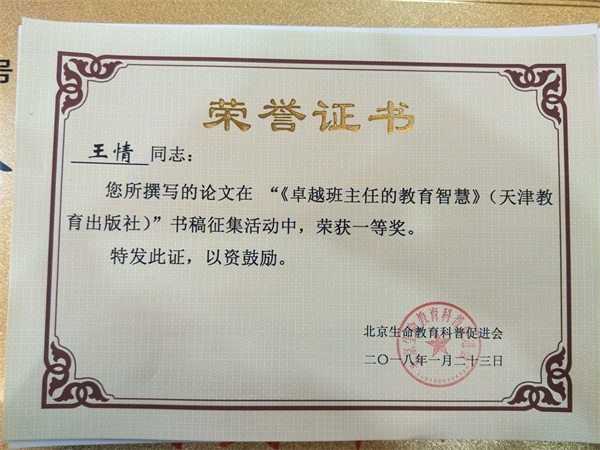 号
荣誉证书
王情 同志：
您所撰写的论文在 “《卓越班主任的教育智慧》（天津教
育出版社）”书稿征集活动中，荣获一等奖。
特发此证，以资鼓励。
北京生命教育科普促进会
二〇一八年一月二十三日